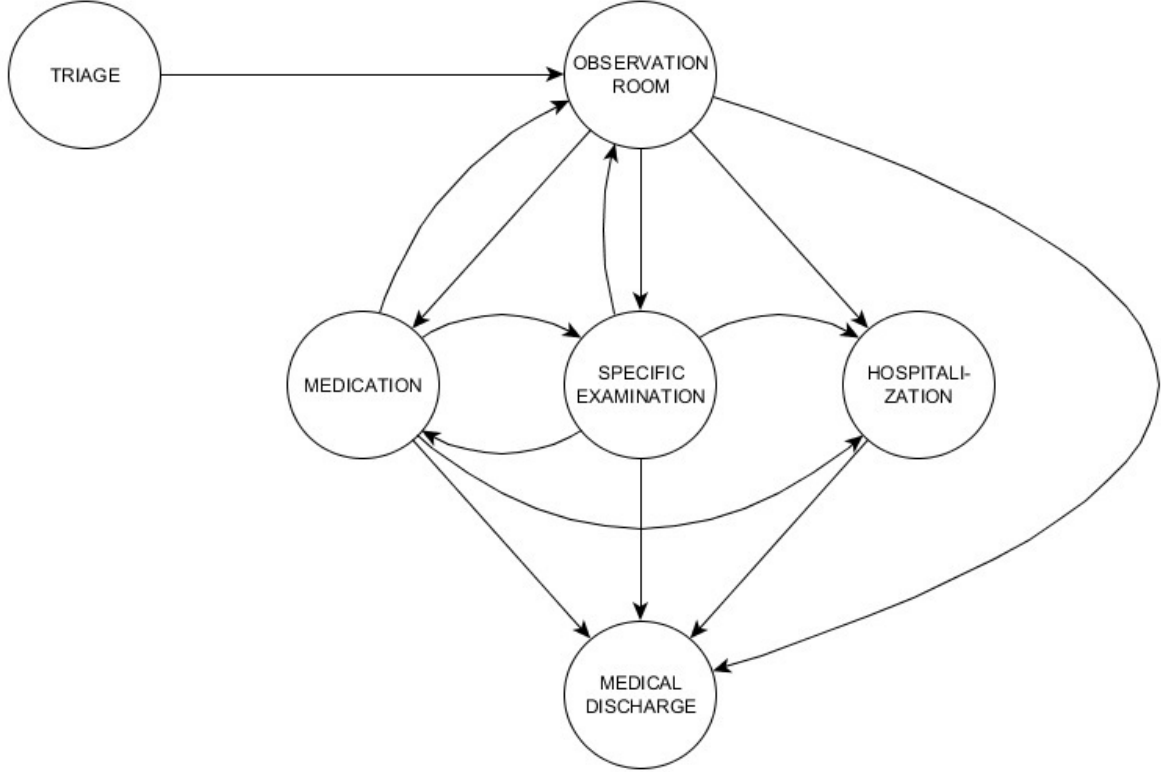 TRIAGE
OBSERVATION
ROOM
MEDICATION
SPECIFIC
EXAMINATION
HOSPITALI-
ZATION
MEDICAL
DISCHARGE